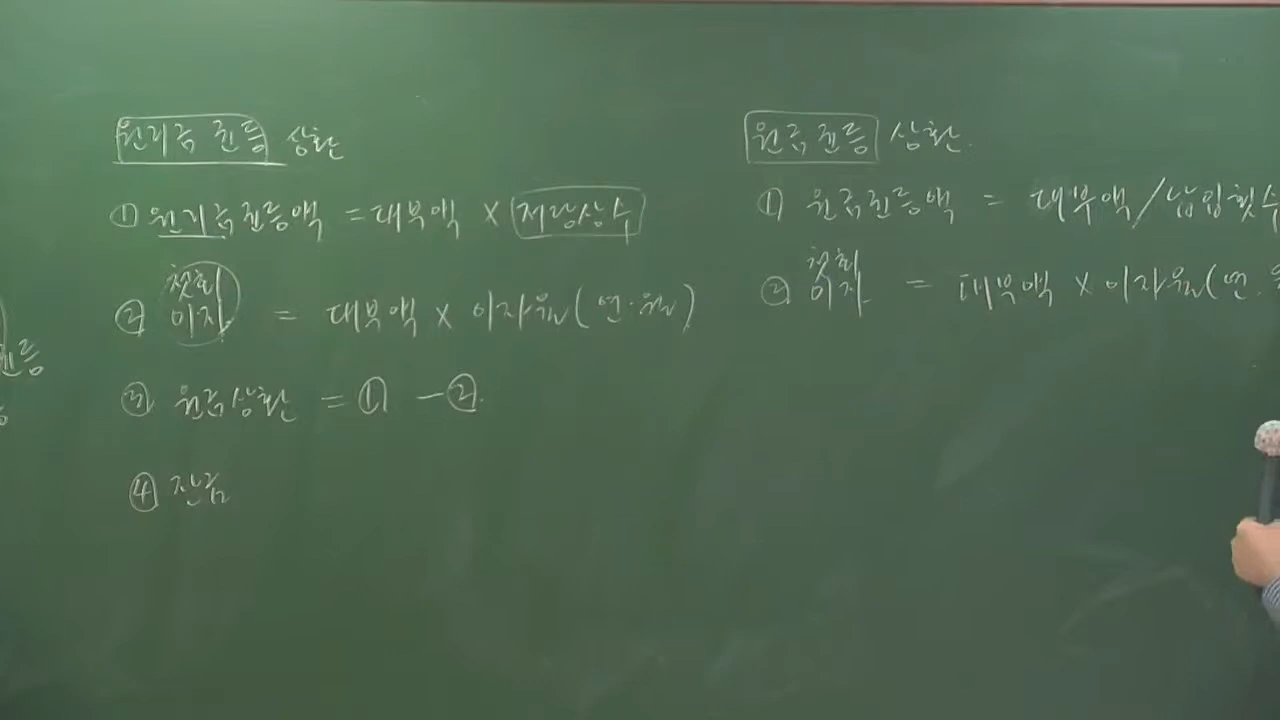 원리금 균등 상환
① 원리금균등액 = 대부액 × 저당상수
② 첫회 이자 = 대부액 × 이자율(연·월)
③ 원금상환 = ① - ②.
④ 잔금
원금균등 상환.
① 원금균등액 = 대부액/납입횟수
② 첫회 이자 = 대부액 × 이자율(연·